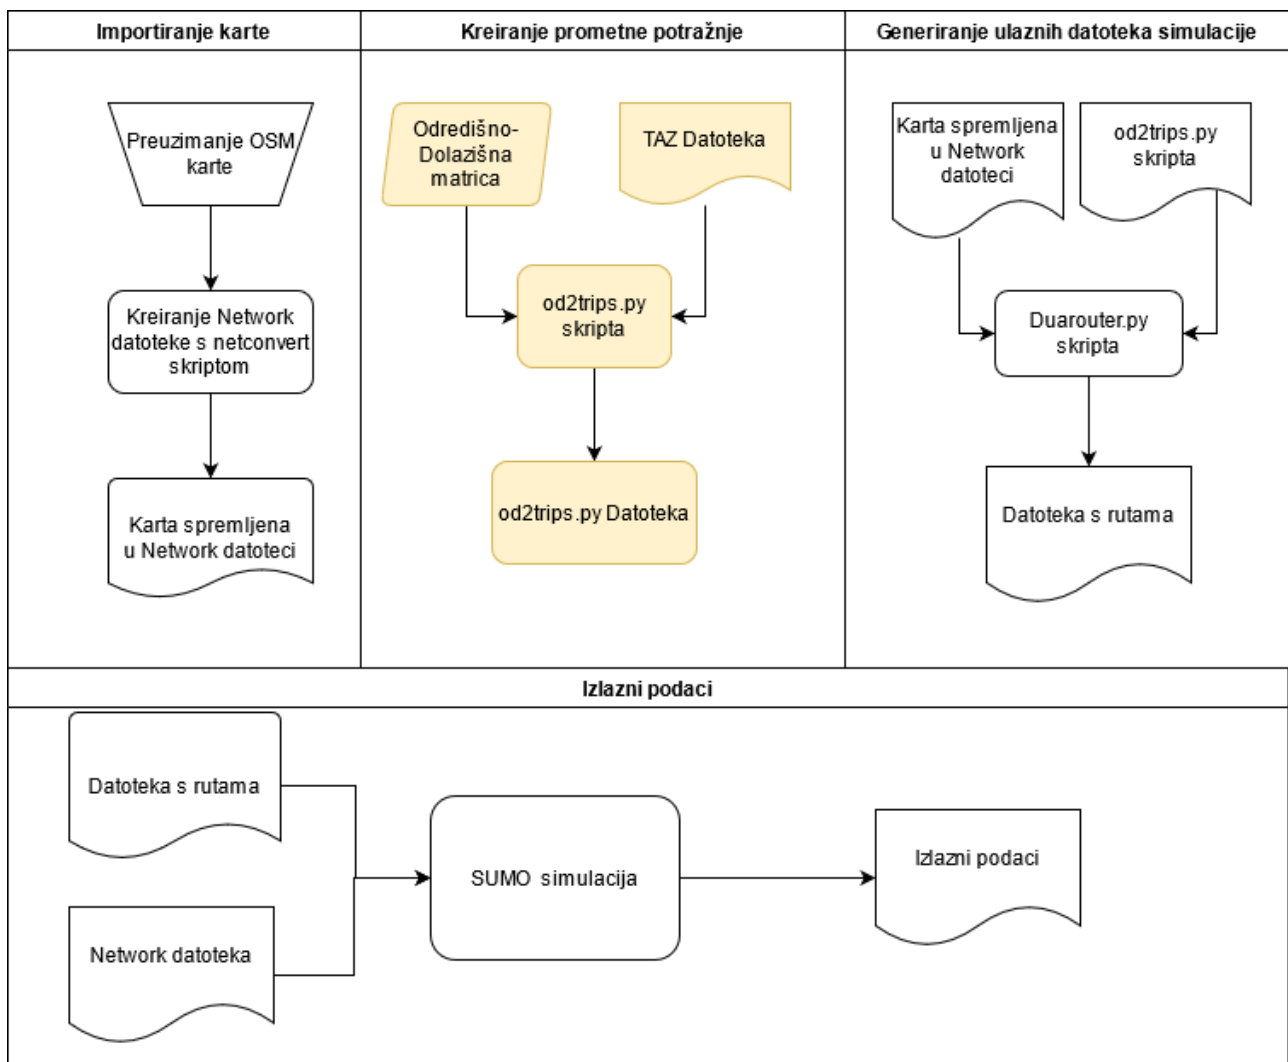 Importiranje karte
Preuzimanje OSM
karte
Kreiranje Network
datoteke s netconvert
skriptom
Karta spremljena
u Network datoteci
Kreiranje prometne potražnje
Odredišno-
Dolazišna
matrica
TAZ Datoteka
od2trips.py
skripta
od2trips.py Datoteka
Generiranje ulaznih datoteka simulacije
Karta spremljena
u Network
datoteci
od2trips.py
skripta
Duarouter.py
skripta
Datoteka s rutama
Izlazni podaci
Datoteka s rutama
Network datoteka
SUMO simulacija
Izlazni podaci